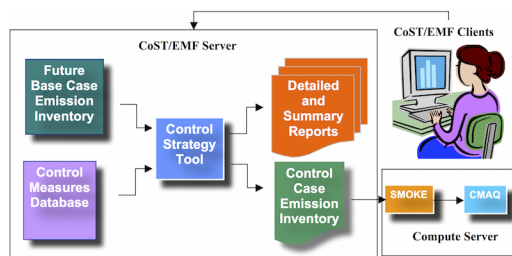 CoST/EMF Server
CoST/EMF Clients
Future
Base Case
Emission
Inventory
Control
Measures
Database
Control
Strategy
Tool
Detailed
and
Summary
Reports
Control
Case
Emission
Inventory
SMOKE
CMAQ
Compute Server